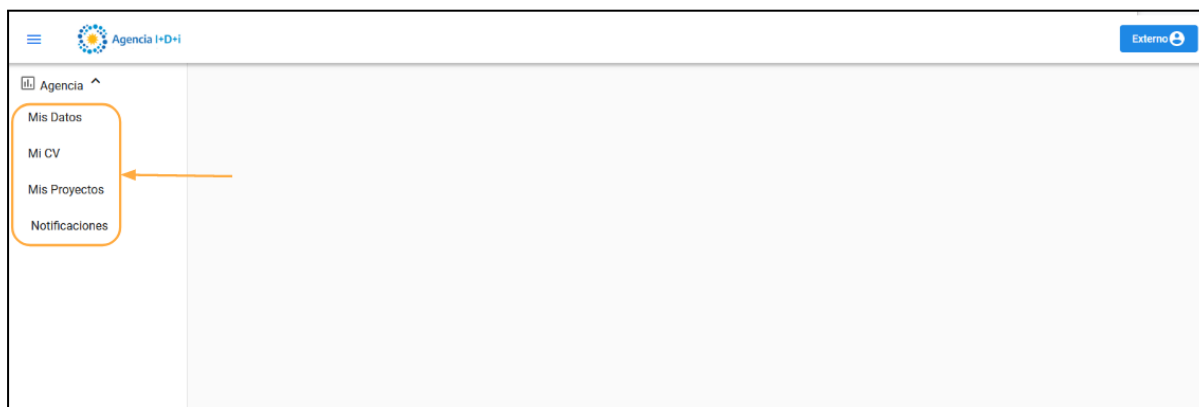 Agencia I+D+i
Externo
Agencia
Mis Datos
Mi CV
Mis Proyectos
Notificaciones